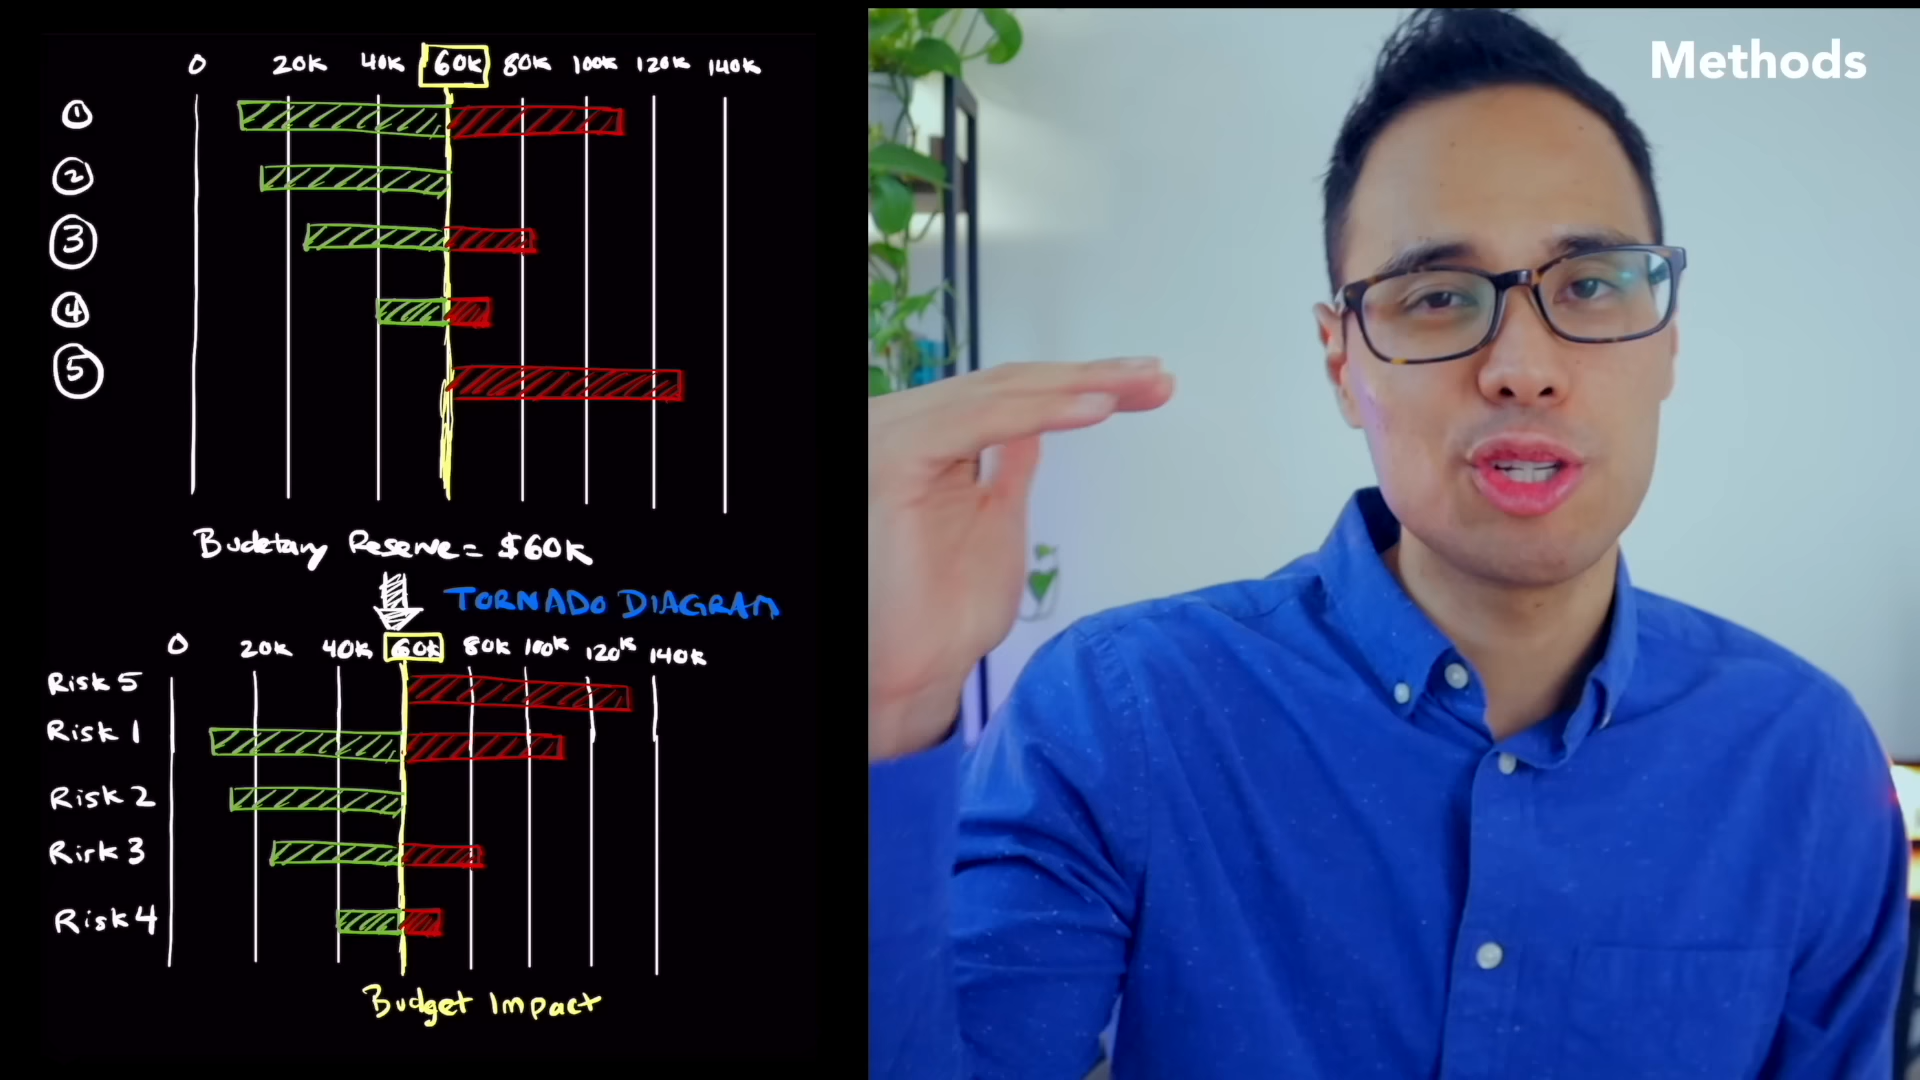 0 20K 40K 60K 80K 100K 120K 140K
1
2
3
4
5
Budetary Reserve = $60K
TORNADO DIAGRAM
0 20K 40K 60K 80K 100K 120K 140K
Risk 5
Risk 1
Risk 2
Risk 3
Risk 4
Budget Impact
Methods